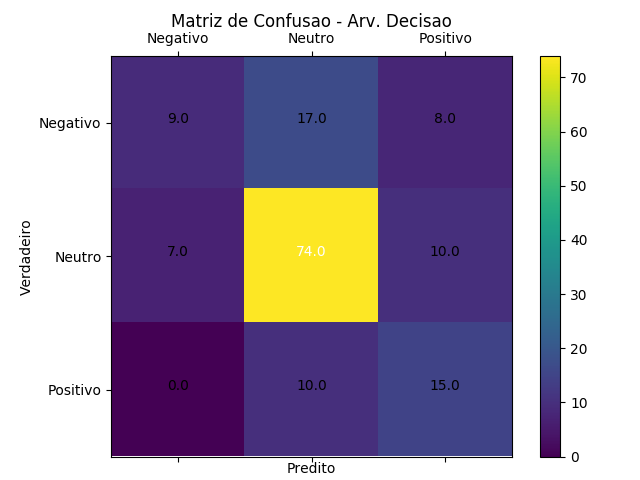 Matriz de Confusao - Arv. Decisao
Negativo Neutro Positivo
Negativo 9.0 17.0 8.0
Neutro 7.0 74.0 10.0
Positivo 0.0 10.0 15.0
Verdadeiro
Predito
70
60
50
40
30
20
10
0